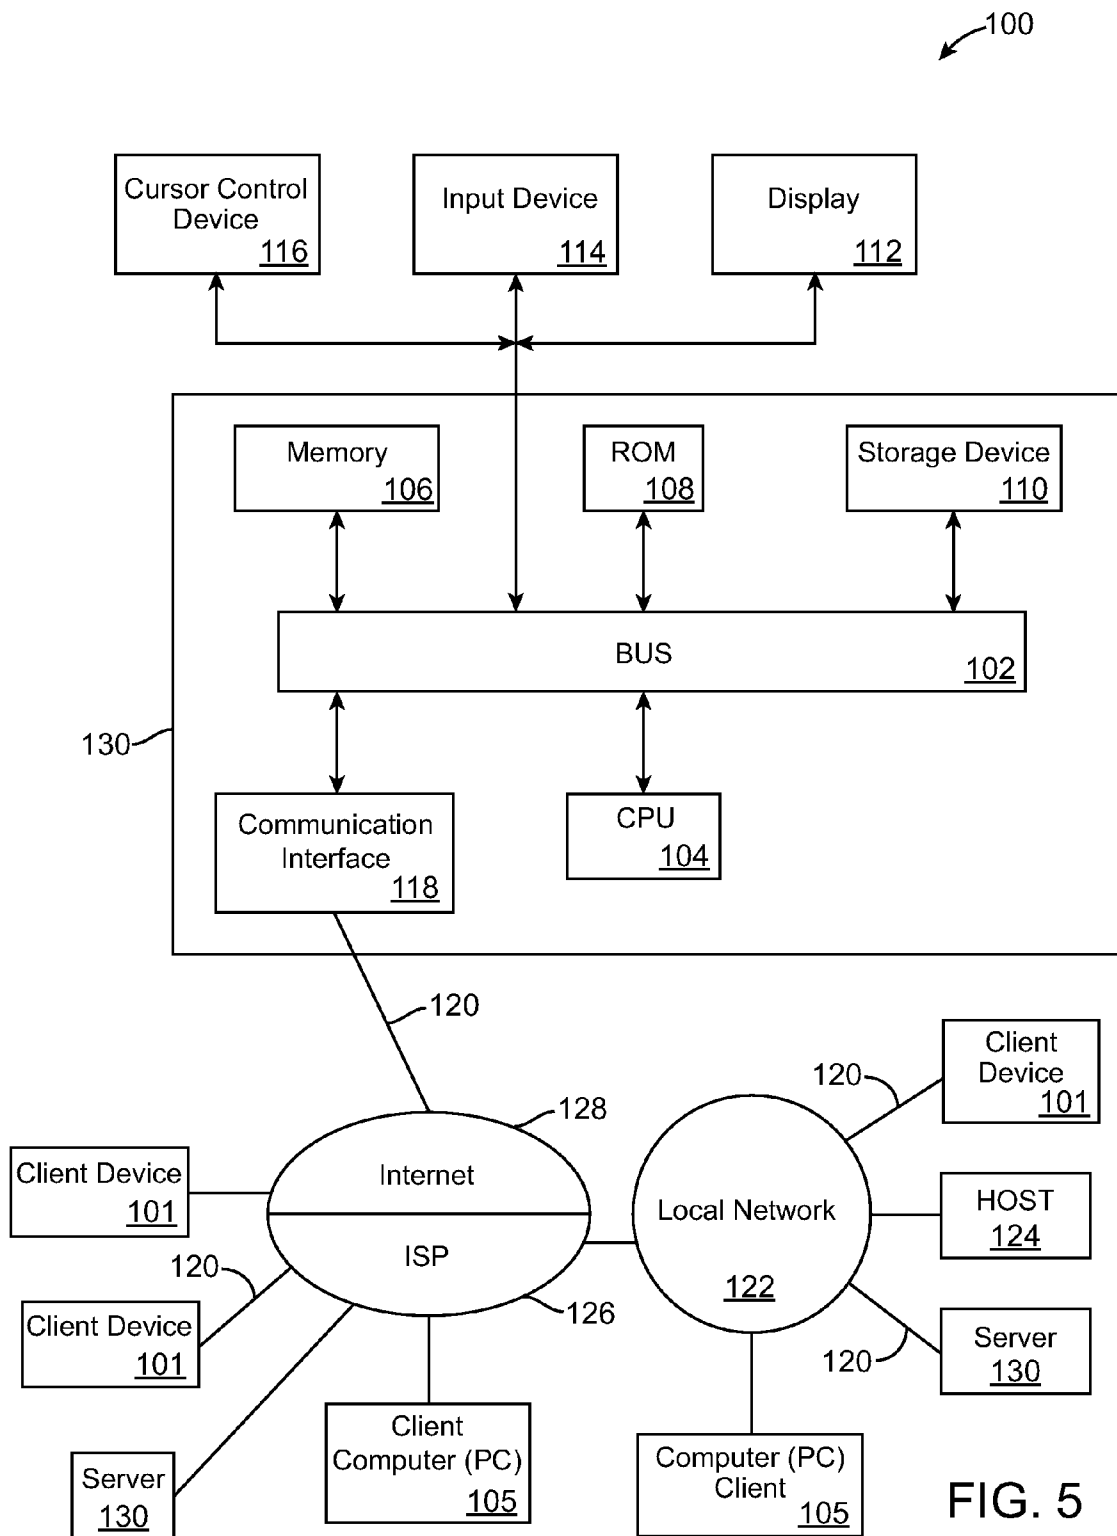 100
Cursor Control
Device
116
Input Device
114
Display
112
Memory
106
ROM
108
Storage Device
110
BUS
102
130
Communication
Interface
118
CPU
104
120
128
Internet
ISP
126
Client Device
101
120
Client Device
101
Server
130
Client
Computer (PC)
105
Local Network
122
120
Client
Device
101
HOST
124
120
Server
130
Computer (PC)
Client
105
FIG. 5